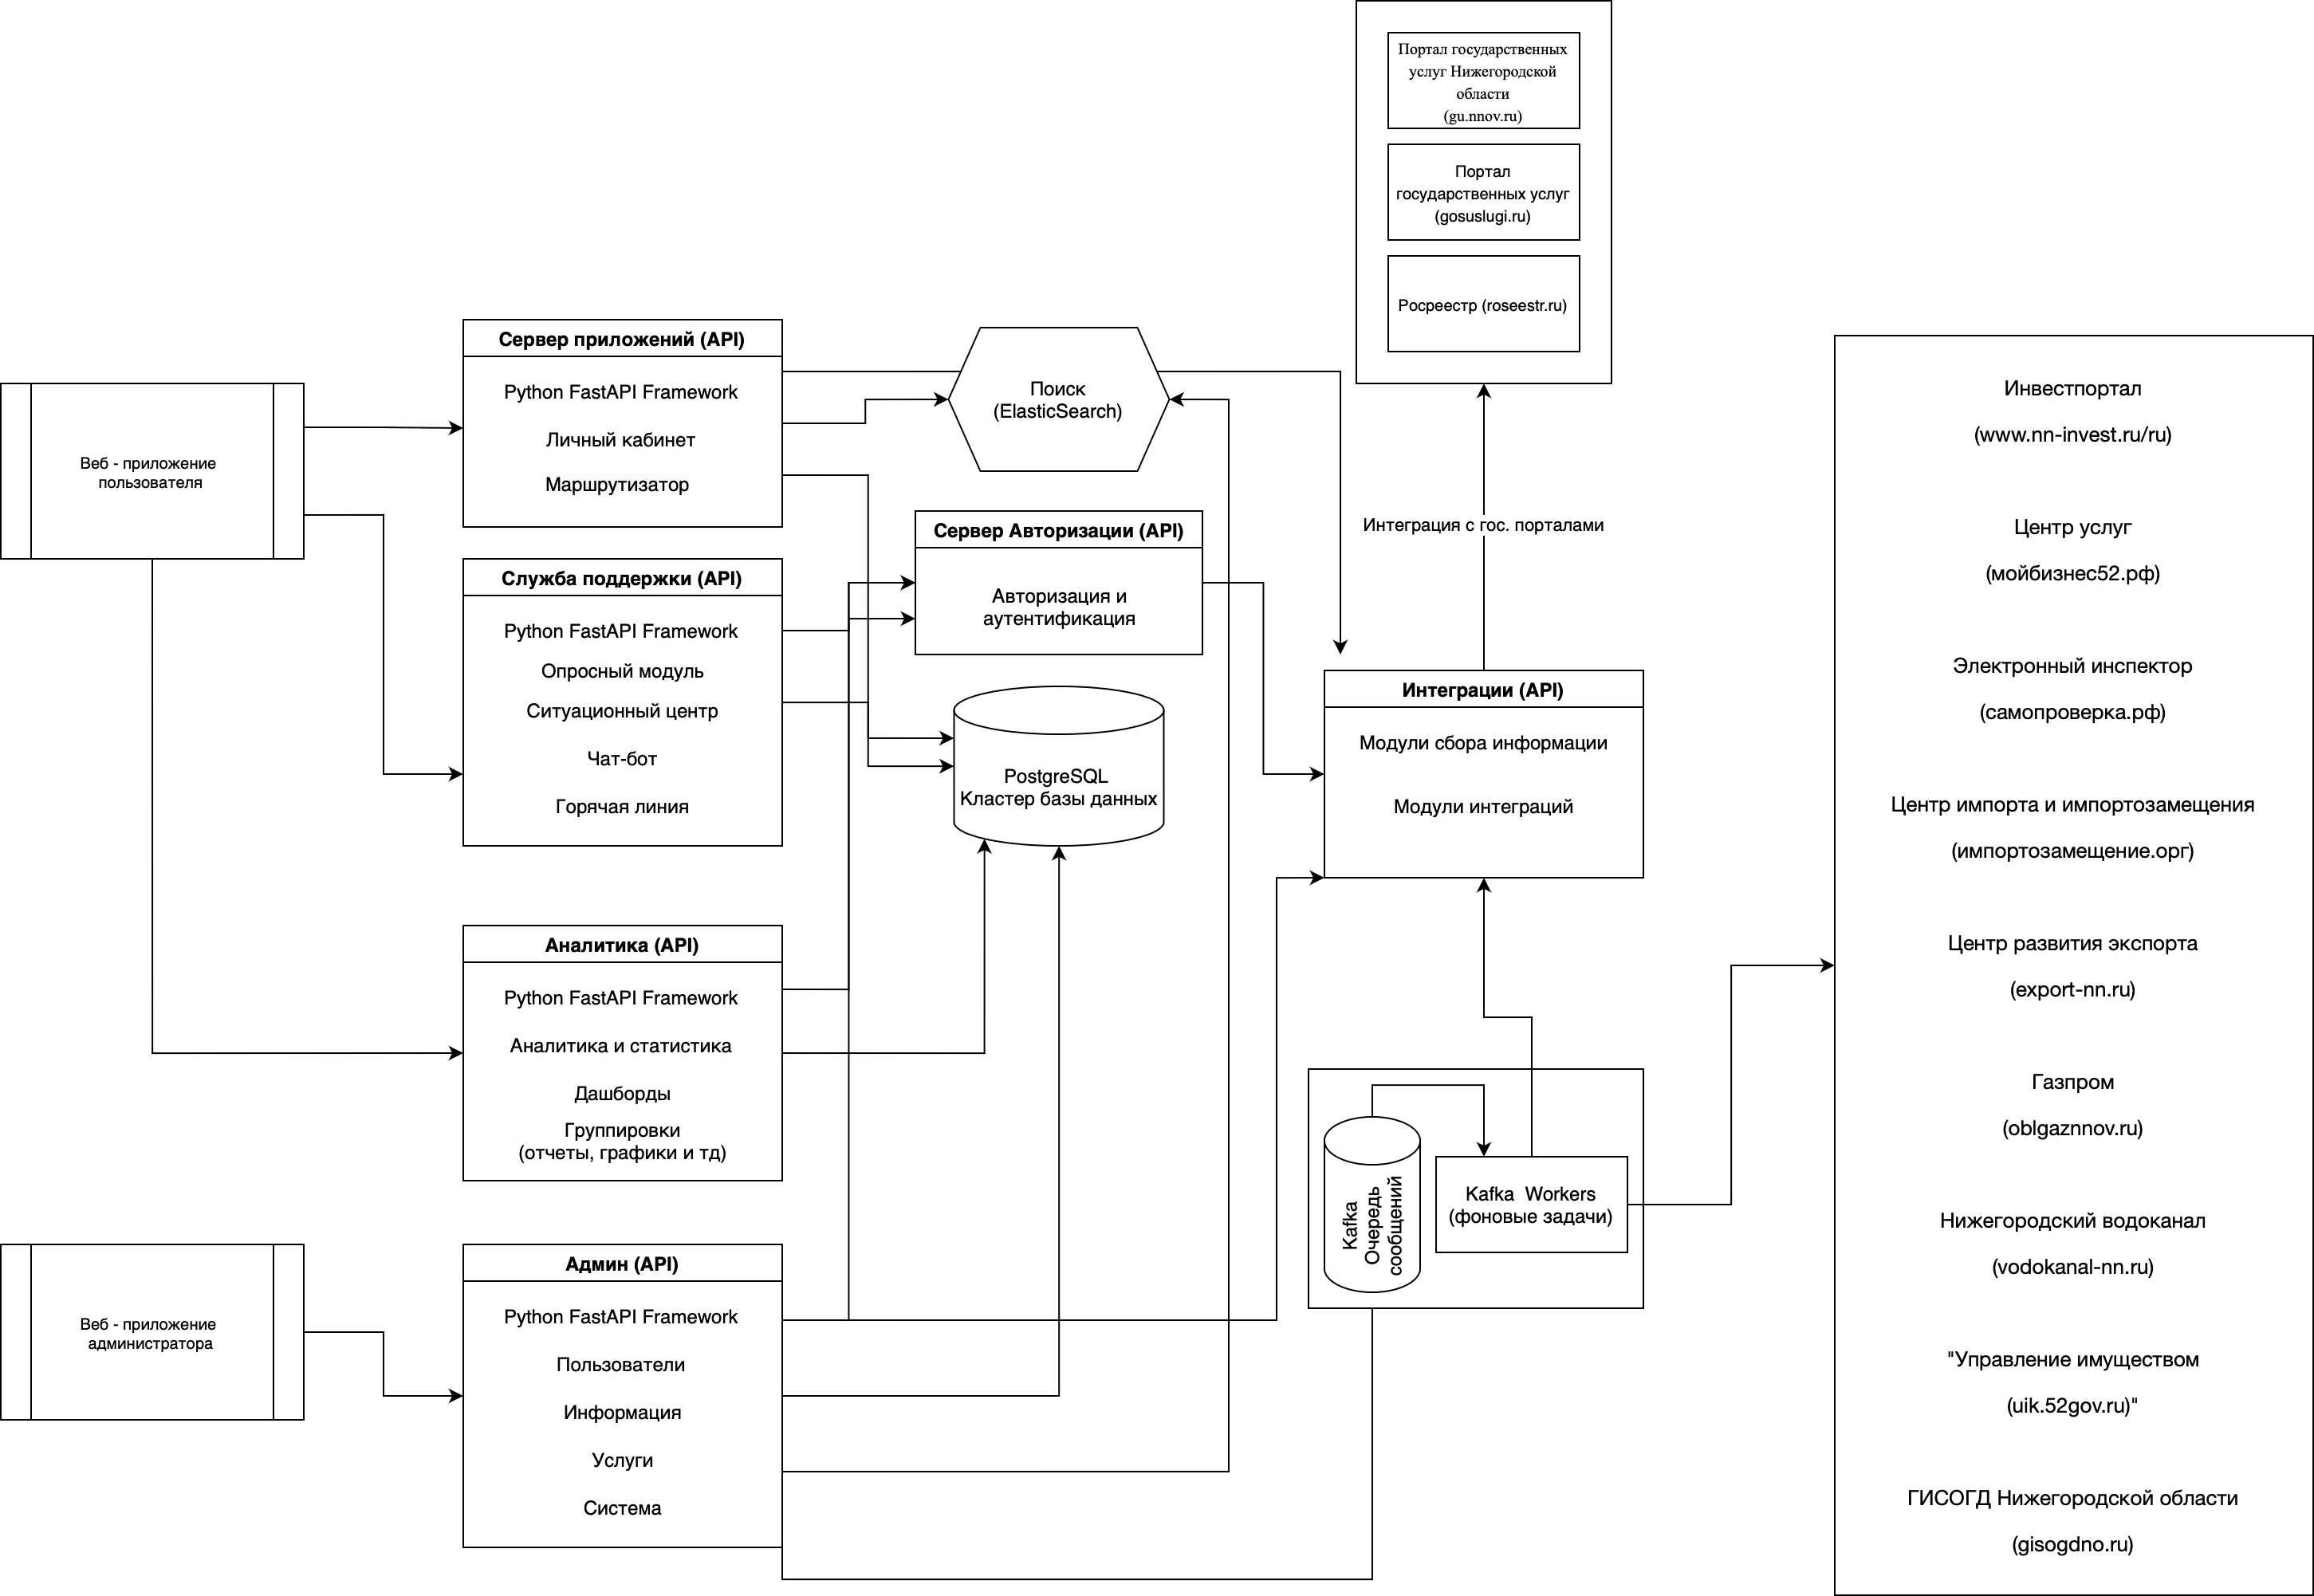 Портал государственных
услуг Нижегородской
области
(gu.nnov.ru)
Портал
государственных услуг
(gosuslugi.ru)
Росреестр (roseestr.ru)
Интеграция с гос. порталами
Веб - приложение
пользователя
Сервер приложений (API)
Python FastAPI Framework
Личный кабинет
Маршрутизатор
Поиск
(ElasticSearch)
Служба поддержки (API)
Python FastAPI Framework
Опросный модуль
Ситуационный центр
Чат-бот
Горячая линия
Сервер Авторизации (API)
Авторизация и
аутентификация
PostgreSQL
Кластер базы данных
Интеграции (API)
Модули сбора информации
Модули интеграций
Аналитика (API)
Python FastAPI Framework
Аналитика и статистика
Дашборды
Группировки
(отчеты, графики и тд)
Kafka
Очередь
сообщений
Kafka  Workers
(фоновые задачи)
Веб - приложение
администратора
Админ (API)
Python FastAPI Framework
Пользователи
Информация
Услуги
Система
Инвестпортал
(www.nn-invest.ru/ru)
Центр услуг
(мойбизнес52.рф)
Электронный инспектор
(самопроверка.рф)
Центр импорта и импортозамещения
(импортозамещение.орг)
Центр развития экспорта
(export-nn.ru)
Газпром
(oblgaznnov.ru)
Нижегородский водоканал
(vodokanal-nn.ru)
"Управление имуществом
(uik.52gov.ru)"
ГИСОГД Нижегородской области
(gisogdno.ru)